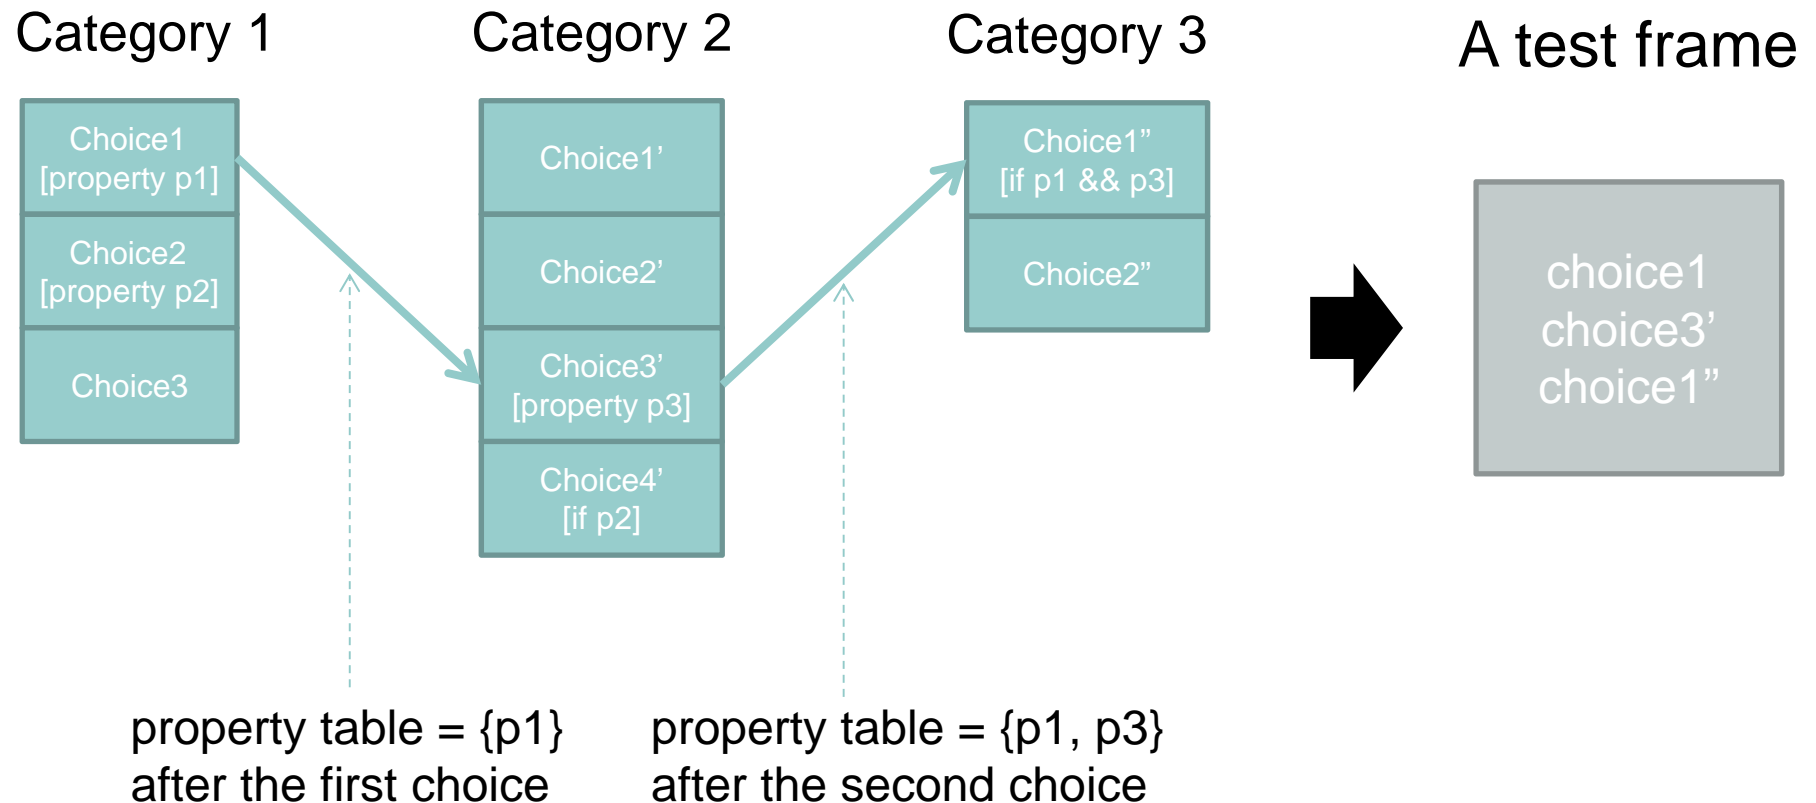 Category 1
Category 2
Category 3
A test frame
Choice1
[property p1]
Choice2
[property p2]
Choice3
Choice1’
Choice2’
Choice3’
[property p3]
Choice4’
[if p2]
Choice1”
[if p1 && p3]
Choice2”
choice1
choice3’
choice1”
property table = {p1}
after the first choice
property table = {p1, p3}
after the second choice